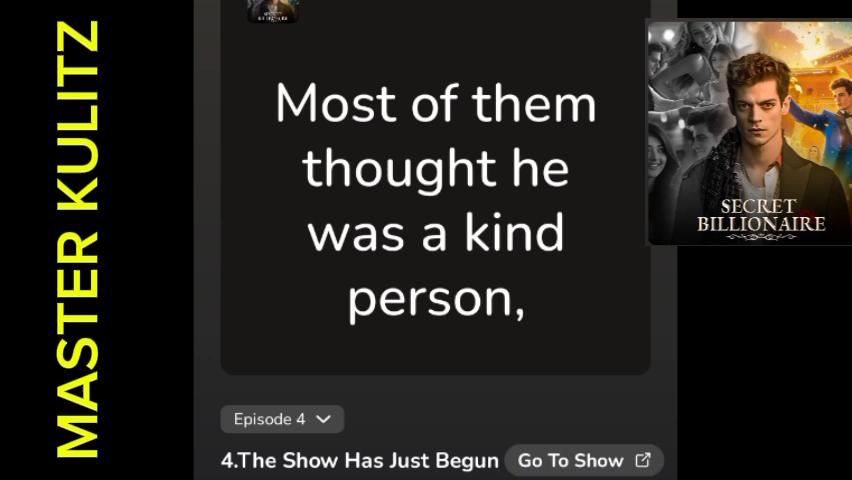 MASTER KULITZ
Most of them
thought he
was a kind
person,
SECRET
BILLIONAIRE
Episode 4
4.The Show Has Just Begun
Go To Show